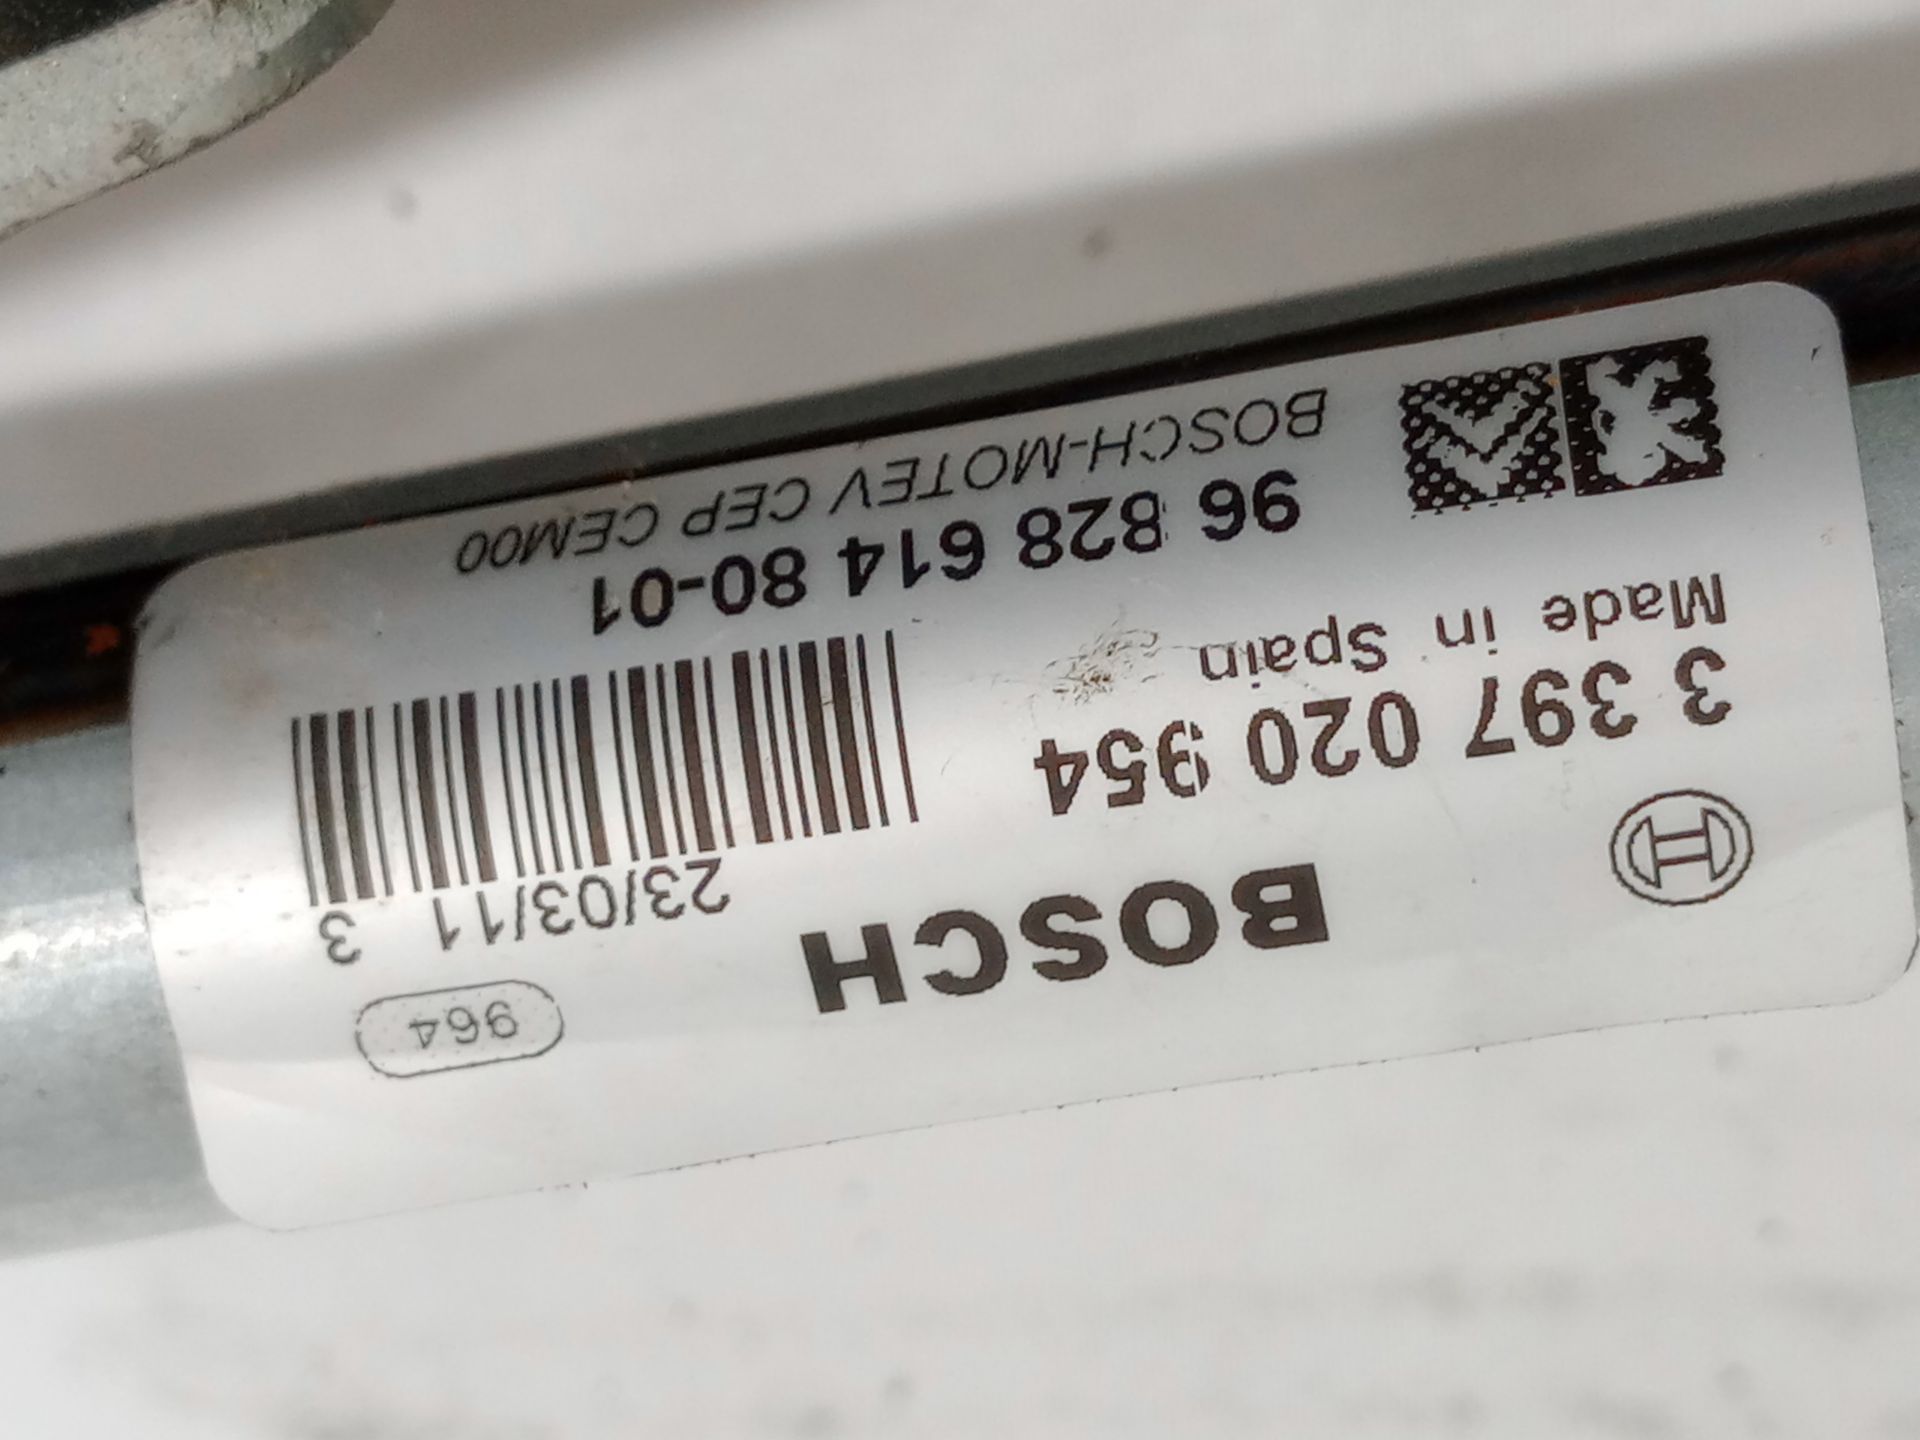 964
BOSCH
23/03/11 3
3 397 020 954
Made in Spain
96 828 614 80-01
BOSCH-MOTEV CEP CEM00